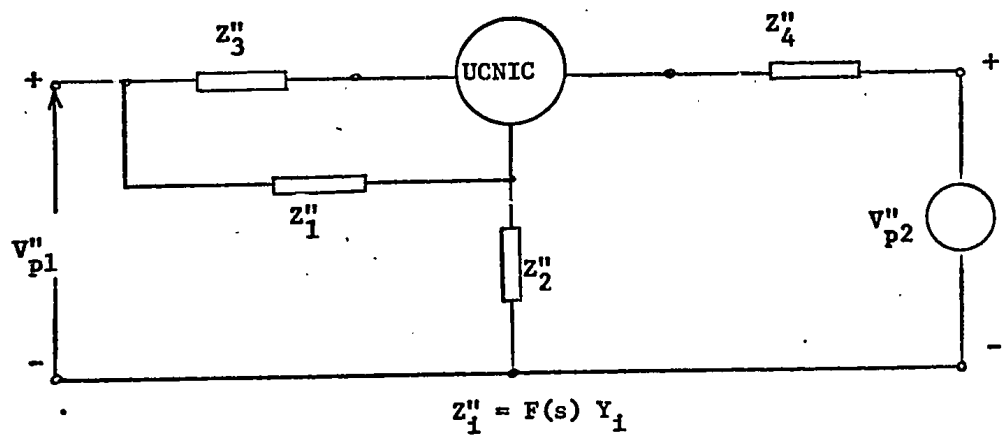 Z"3
UCNIC
Z"4
+
+
Z"1
V"p1
Z"2
V"p2
-
-
Z"i = F(s) Yi